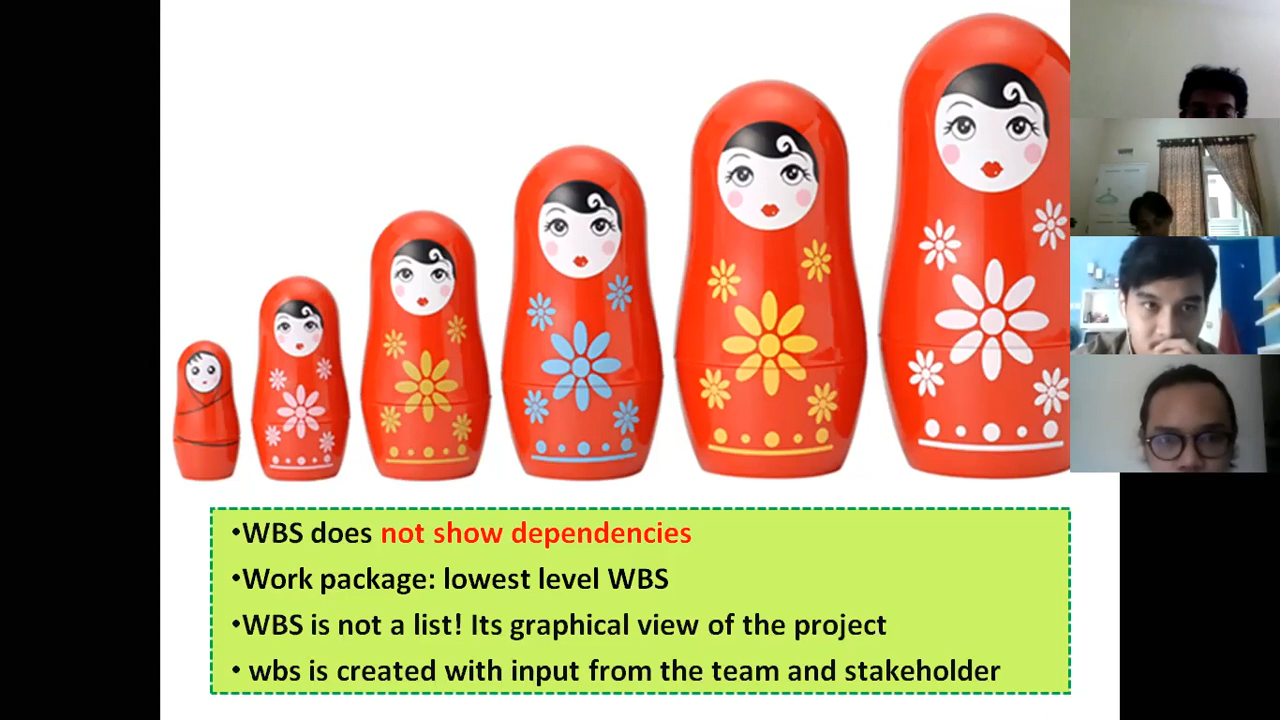 •WBS does not show dependencies
•Work package: lowest level WBS
•WBS is not a list! Its graphical view of the project
• wbs is created with input from the team and stakeholder